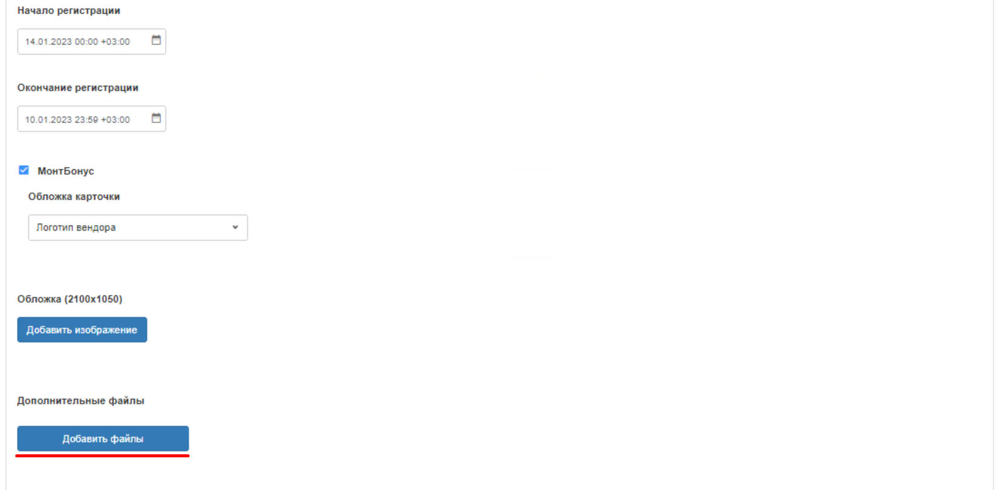 Начало регистрации
14.01.2023 00:00 +03:00
Окончание регистрации
10.01.2023 23:59 +03:00
МонтБонус
Обложка карточки
Логотип вендора
Обложка (2100x1050)
Добавить изображение
Дополнительные файлы
Добавить файлы